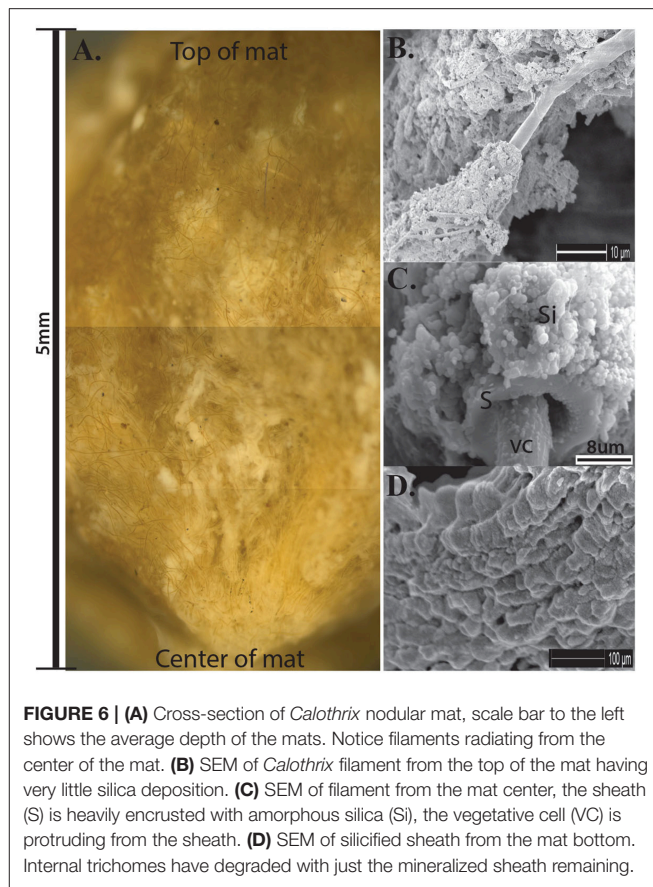 A.
Top of mat
5mm
Center of mat
B.
10 µm
C.
Si
S
VC
8um
D.
100 µm
FIGURE 6 | (A) Cross-section of Calothrix nodular mat, scale bar to the left
shows the average depth of the mats. Notice filaments radiating from the
center of the mat. (B) SEM of Calothrix filament from the top of the mat having
very little silica deposition. (C) SEM of filament from the mat center, the sheath
(S) is heavily encrusted with amorphous silica (Si), the vegetative cell (VC) is
protruding from the sheath. (D) SEM of silicified sheath from the mat bottom.
Internal trichomes have degraded with just the mineralized sheath remaining.